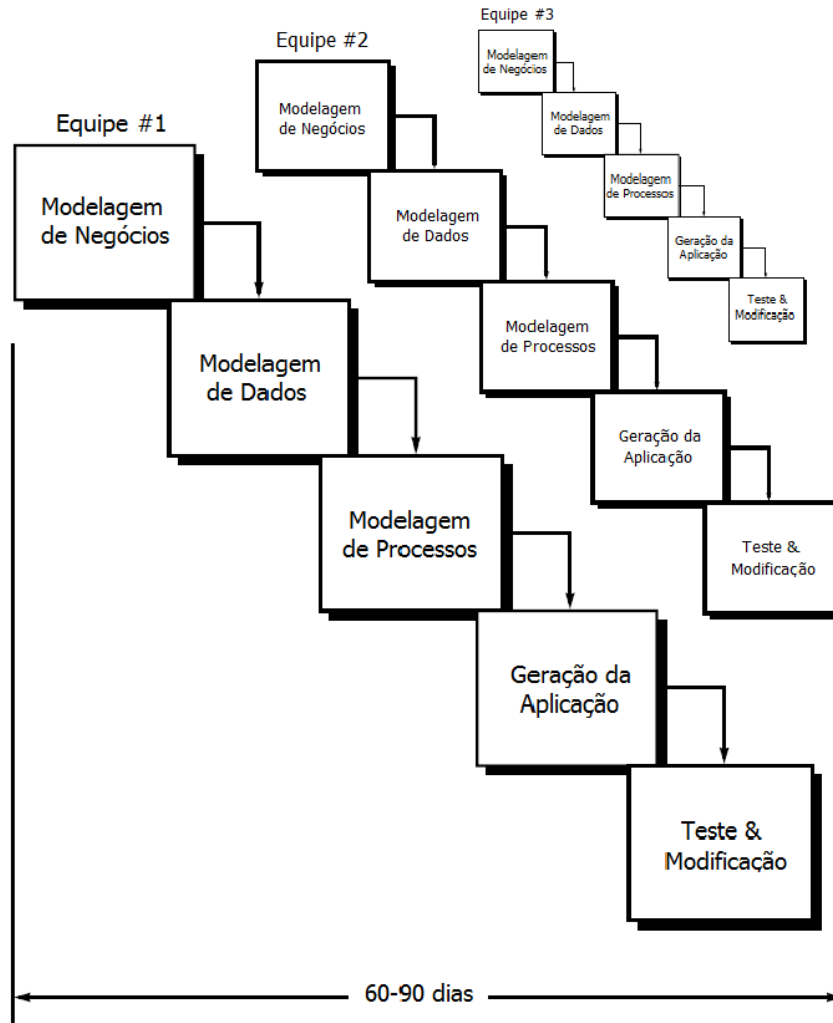 Equipe #1
Modelagem
de Negócios
Modelagem
de Dados
Modelagem
de Processos
Geração da
Aplicação
Teste &
Modificação
Equipe #2
Modelagem
de Negócios
Modelagem
de Dados
Modelagem
de Processos
Geração da
Aplicação
Teste &
Modificação
Equipe #3
Modelagem
de Negócios
Modelagem
de Dados
Modelagem
de Processos
Geração da
Aplicação
Teste &
Modificação
60-90 dias